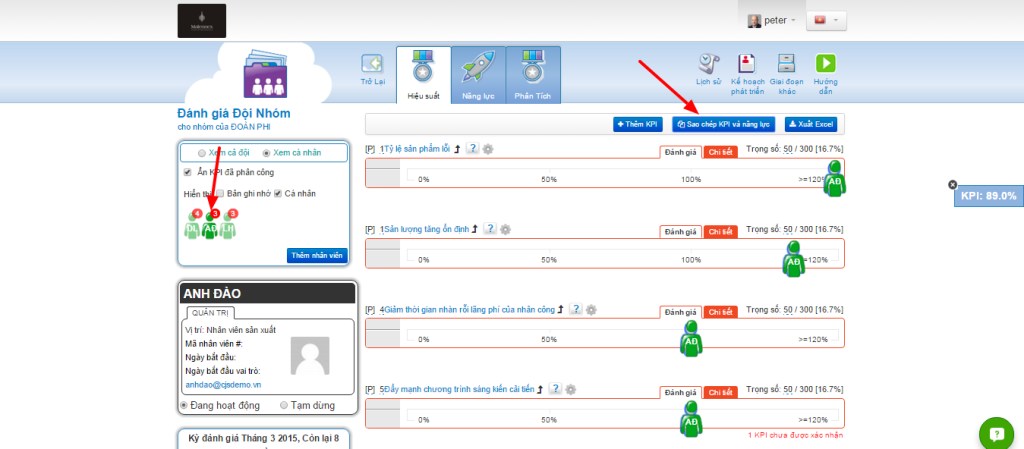 peter
Trở Lại
Hiệu suất
Năng lực
Phân Tích
Lịch sử
Kế hoạch phát triển
Giai đoạn khác
Hướng dẫn
Đánh giá Đội Nhóm
cho nhóm của ĐOÀN PHI
Xem cả đội Xem cá nhân
Ẩn KPI đã phân công
Hiển thị Bản ghi nhớ Cá nhân
4 3 3
DL AĐ LH
Thêm nhân viên
ANH ĐÀO
QUẢN TRỊ
Vị trí: Nhân viên sản xuất
Mã nhân viên #:
Ngày bắt đầu:
Ngày bắt đầu vai trò:
anhdao@cjsdemo.vn
Đang hoạt động Tạm dừng
Kỳ đánh giá Tháng 3 2015, Còn lại 8
Thêm KPI Sao chép KPI và năng lực Xuất Excel
[P] 1 Tỷ lệ sản phẩm lỗi ? Đánh giá Chi tiết Trọng số: 50 / 300 [16.7%]
0% 50% 100% >=120%
AĐ
[P] 1 Sản lượng tăng ổn định ? Đánh giá Chi tiết Trọng số: 50 / 300 [16.7%]
0% 50% 100% >=120%
AĐ
[P] 4 Giảm thời gian nhàn rỗi lãng phí của nhân công ? Đánh giá Chi tiết Trọng số: 50 / 300 [16.7%]
0% 50% >=120%
AĐ
[P] 5 Đẩy mạnh chương trình sáng kiến cải tiến ? Đánh giá Chi tiết Trọng số: 50 / 300 [16.7%]
0% 50% >=120%
AĐ
1 KPI chưa được xác nhận
KPI: 89.0%
?